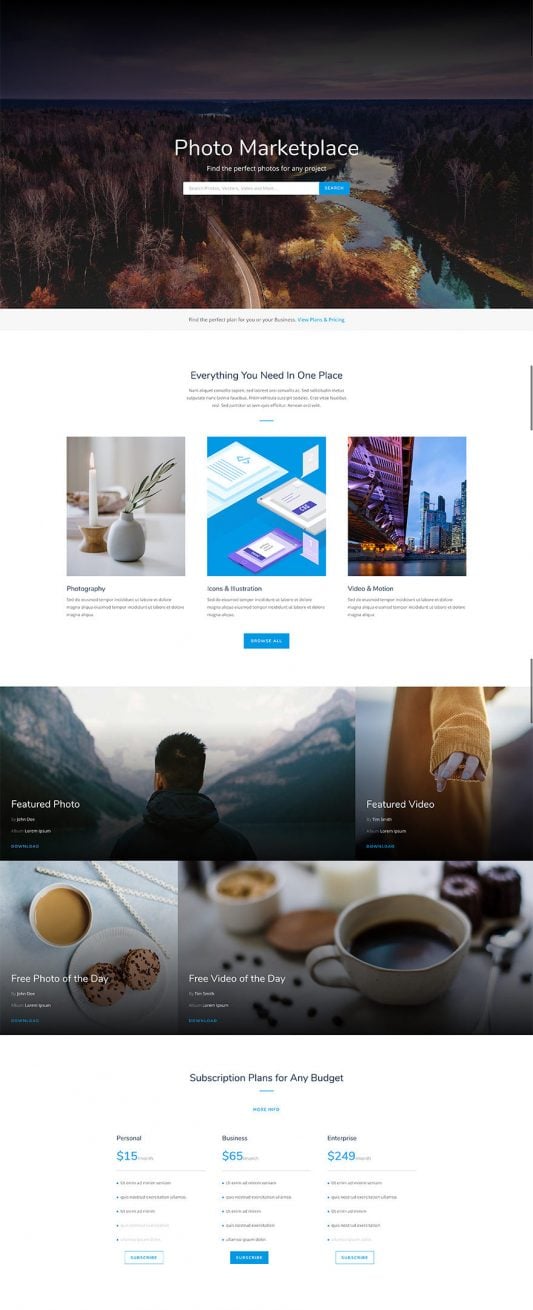 Photo Marketplace
Find the perfect photos for any project
Search Photos, Vectors, Video and More...
SEARCH
Find the perfect plan for you or your Business. View Plans & Pricing
Everything You Need In One Place
Nam aliquet convallis sapien, sed laoreet orci convallis at. Sed sollicitudin metus
vulputate nunc lacinia faucibus. Proin vehicula quis pit sodales. Cras vitae faucibus
orci. Sed porttitor ut sem quis efficitur. Aenean orci velit.
Photography
Sed do eiusmod tempor incididunt ut labore et dolore
magna aliqua eiusmod tempor incididunt ut labore et dolore
magna aliqua.
Icons & Illustration
Sed do eiusmod tempor incididunt ut labore et dolore
magna aliqua eiusmod tempor incididunt ut labore et dolore
magna aliqua.
Video & Motion
Sed do eiusmod tempor incididunt ut labore et dolore
magna aliqua eiusmod tempor incididunt ut labore et dolore
magna aliqua.
BROWSE ALL
Featured Photo
By John Doe
Album Lorem Ipsum
DOWNLOAD
Featured Video
By Tim Smith
Album Lorem Ipsum
DOWNLOAD
Free Photo of the Day
By John Doe
Album Lorem Ipsum
DOWNLOAD
Free Video of the Day
By Tim Smith
Album Lorem Ipsum
DOWNLOAD
Subscription Plans for Any Budget
MORE INFO
Personal
$15/month
Ut enim ad minim veniam
quis nostrud exercitation ullamco
Ut enim ad minim
quis nostrud exercitation
ullamco ipsum dolor.
SUBSCRIBE
Business
$65/month
Ut enim ad minim veniam
quis nostrud exercitation ullamco
Ut enim ad minim
quis nostrud exercitation
ullamco ipsum dolor.
SUBSCRIBE
Enterprise
$249/month
Ut enim ad minim veniam
quis nostrud exercitation ullamco
Ut enim ad minim
quis nostrud exercitation
ullamco ipsum dolor.
SUBSCRIBE